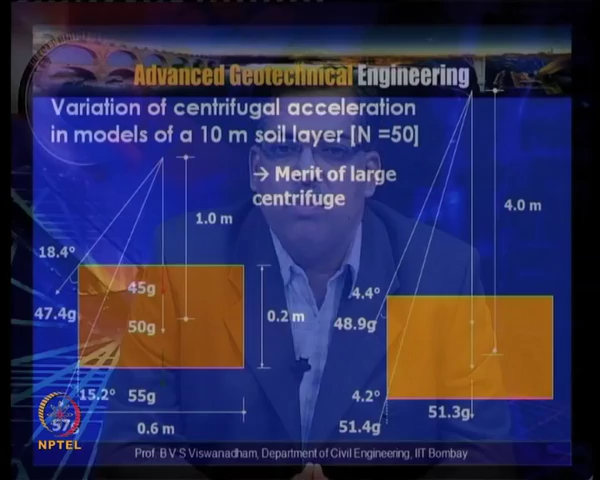 Advanced Geotechnical Engineering
Variation of centrifugal acceleration
in models of a 10 m soil layer [N =50]
→ Merit of large
centrifuge
1.0 m
4.0 m
18.4°
45g
47.4g
50g
0.2 m
4.4°
48.9g
15.2°
55g
57g
0.6 m
4.2°
51.4g
51.3g
NPTEL
Prof. B V S Viswanadham, Department of Civil Engineering, IIT Bombay